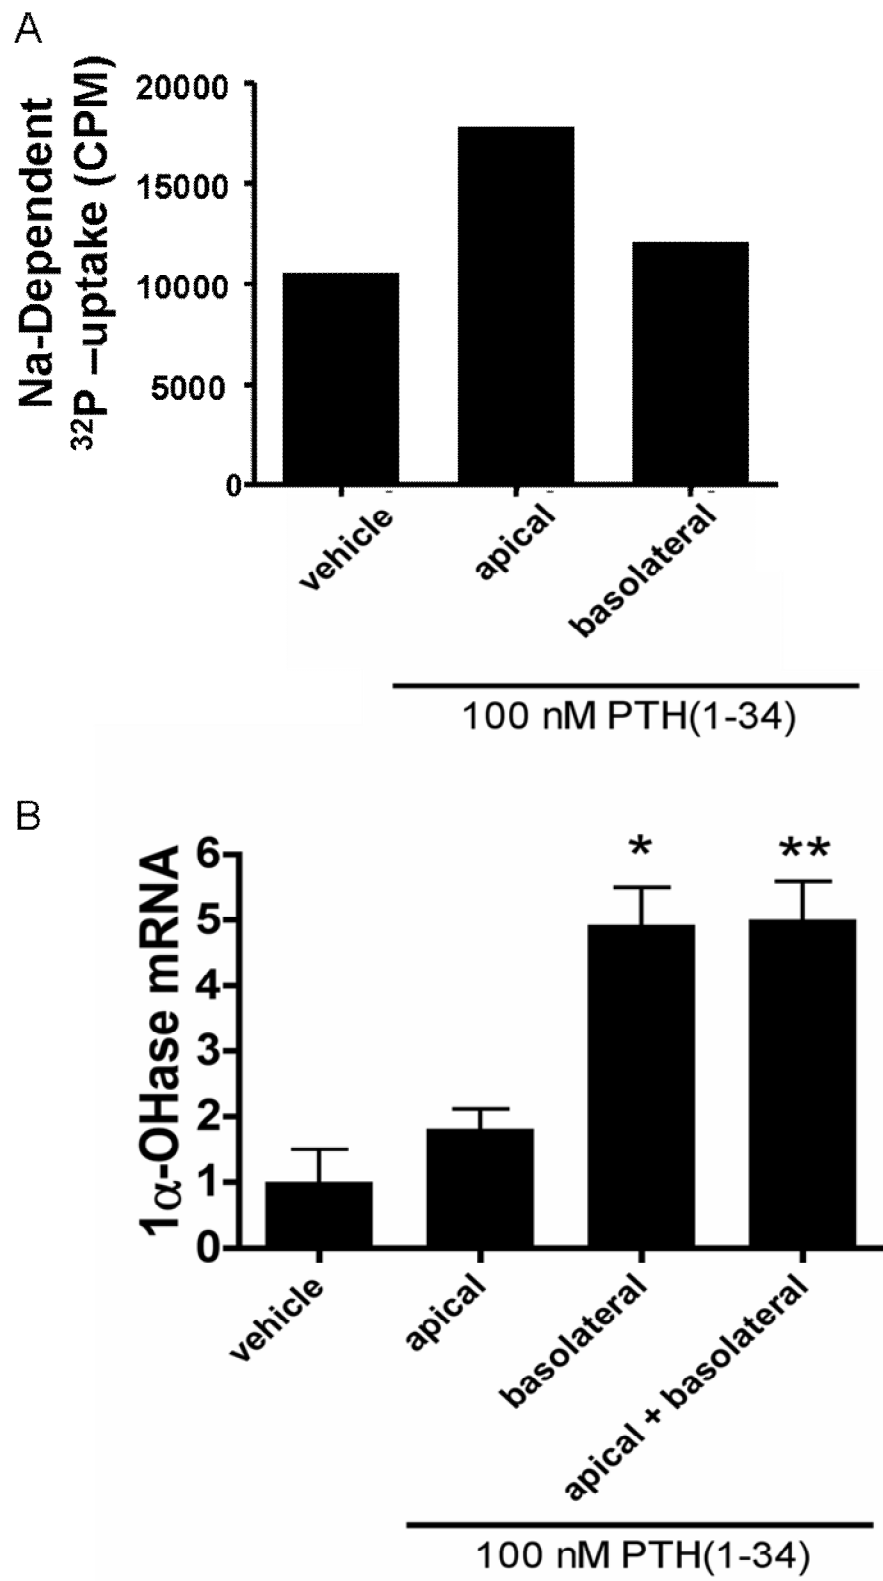 A
Na-Dependent
³²P –uptake (CPM)
20000
15000
10000
5000
0
vehicle
apical
basolateral
100 nM PTH(1-34)
B
1α-OHase mRNA
6
5
4
3
2
1
0
*
**
vehicle
apical
basolateral
apical + basolateral
100 nM PTH(1-34)